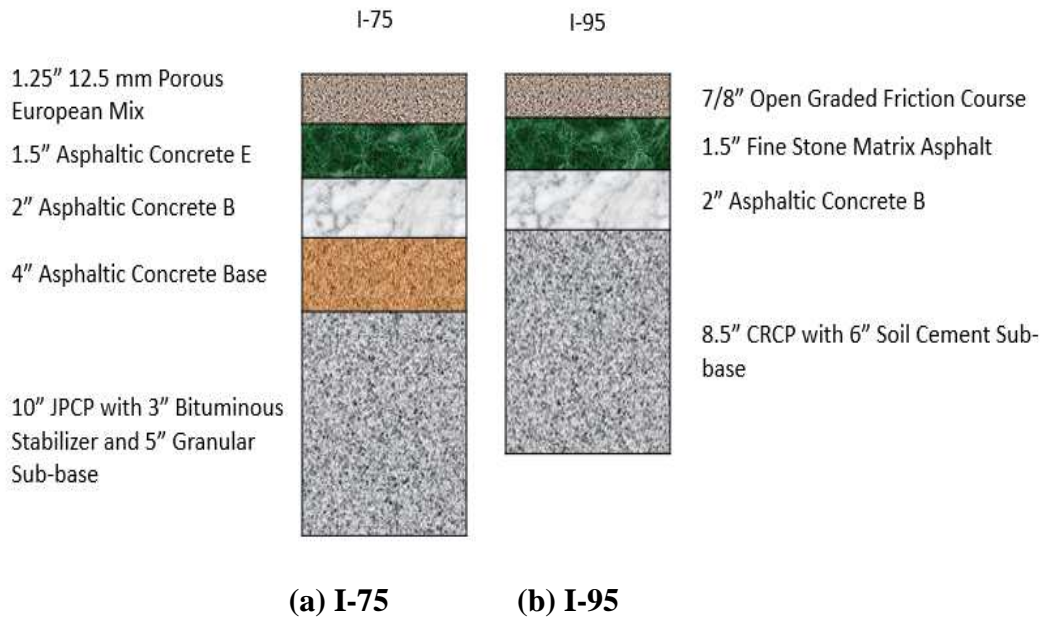 I-75
I-95
1.25” 12.5 mm Porous
European Mix
1.5” Asphaltic Concrete E
2” Asphaltic Concrete B
4” Asphaltic Concrete Base
10” JPCP with 3” Bituminous
Stabilizer and 5” Granular
Sub-base
7/8” Open Graded Friction Course
1.5” Fine Stone Matrix Asphalt
2” Asphaltic Concrete B
8.5” CRCP with 6” Soil Cement Sub-
base
(a) I-75
(b) I-95